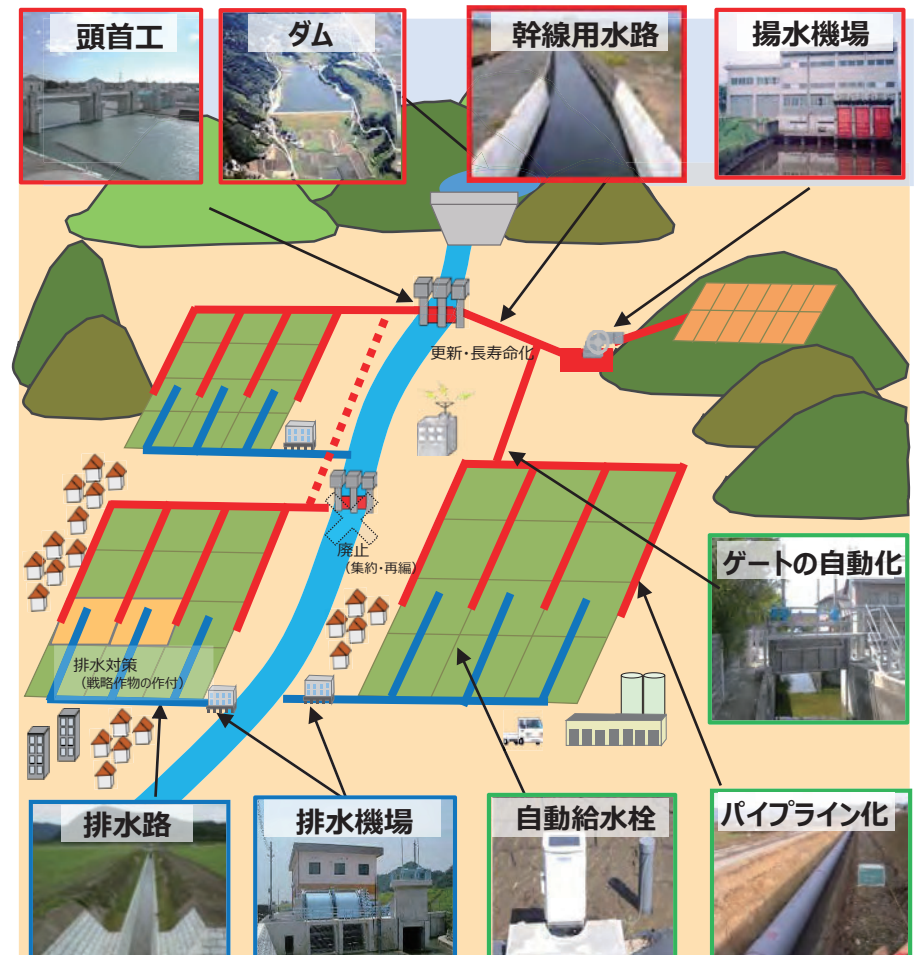 頭首工
ダム
幹線用水路
揚水機場
更新・長寿命化
廃止
（集約・再編）
ゲートの自動化
排水対策
（戦略作物の作付）
排水路
排水機場
自動給水栓
パイプライン化